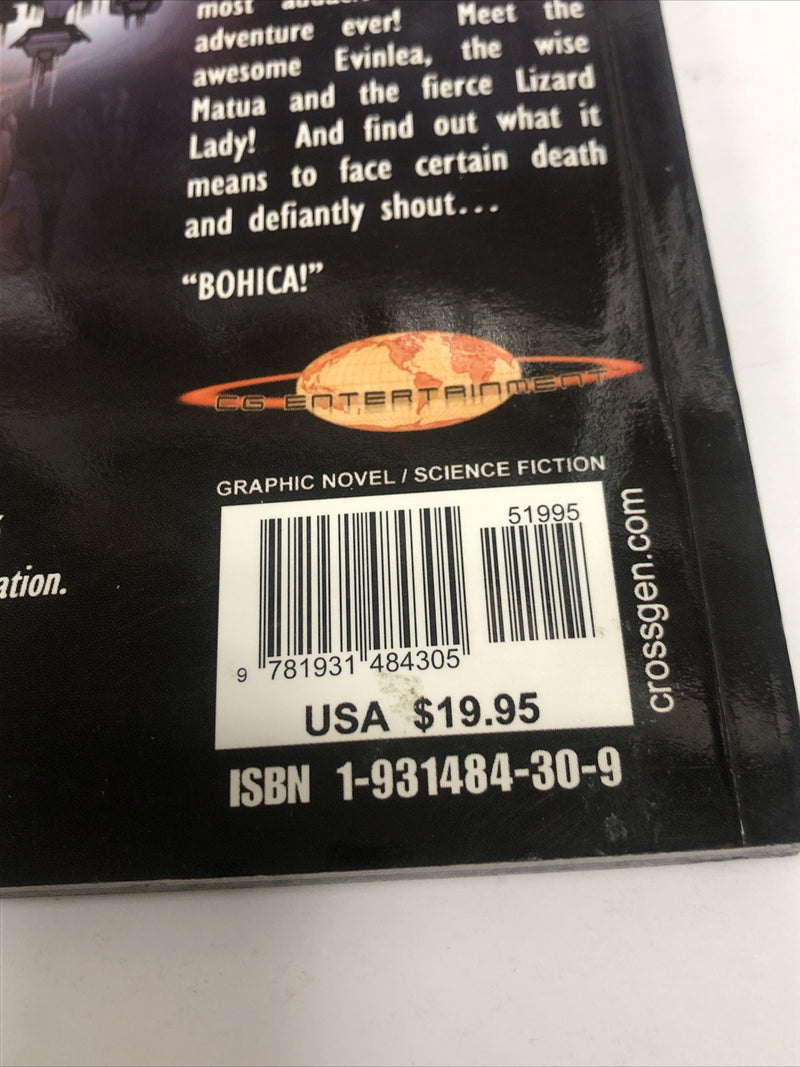 most
adventure ever! Meet the
awesome Evinlea, the wise
Matua and the fierce Lizard
Lady! And find out what it
means to face certain death
and defiantly shout...
“BOHICA!”
CG ENTERTAINMENT
GRAPHIC NOVEL / SCIENCE FICTION
51995
9 781931 484305
USA $19.95
ISBN 1-931484-30-9
crossgen.com
ation.